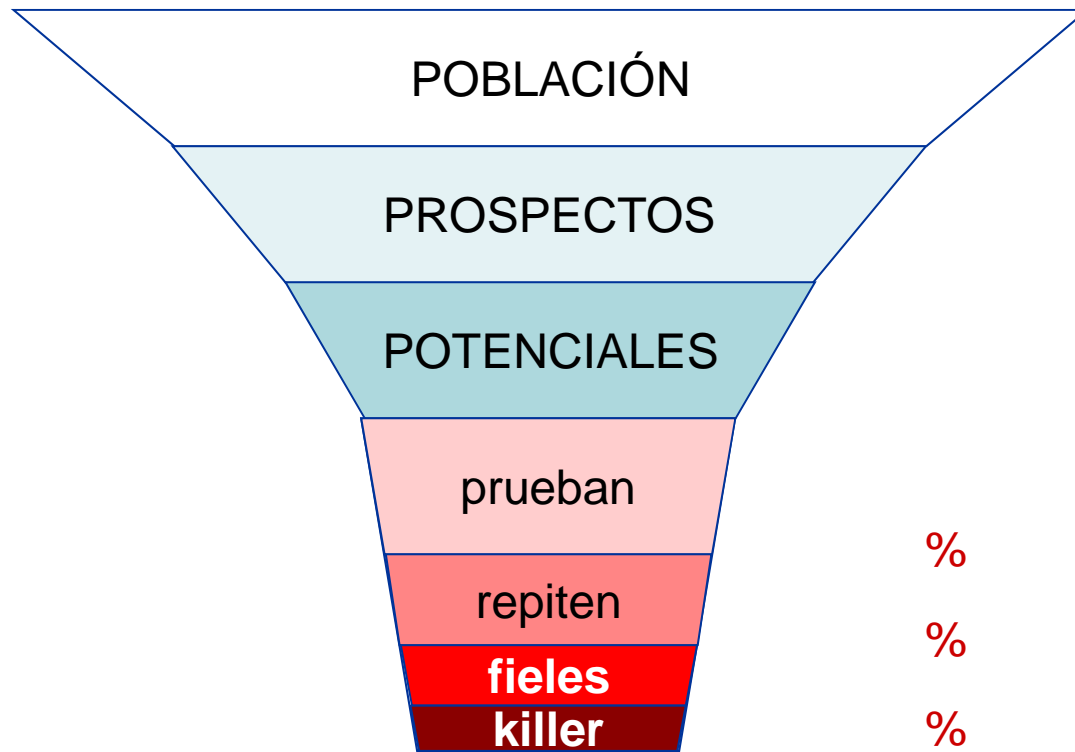 POBLACIÓN
PROSPECTOS
POTENCIALES
prueban
%
repiten
%
fieles
killer
%